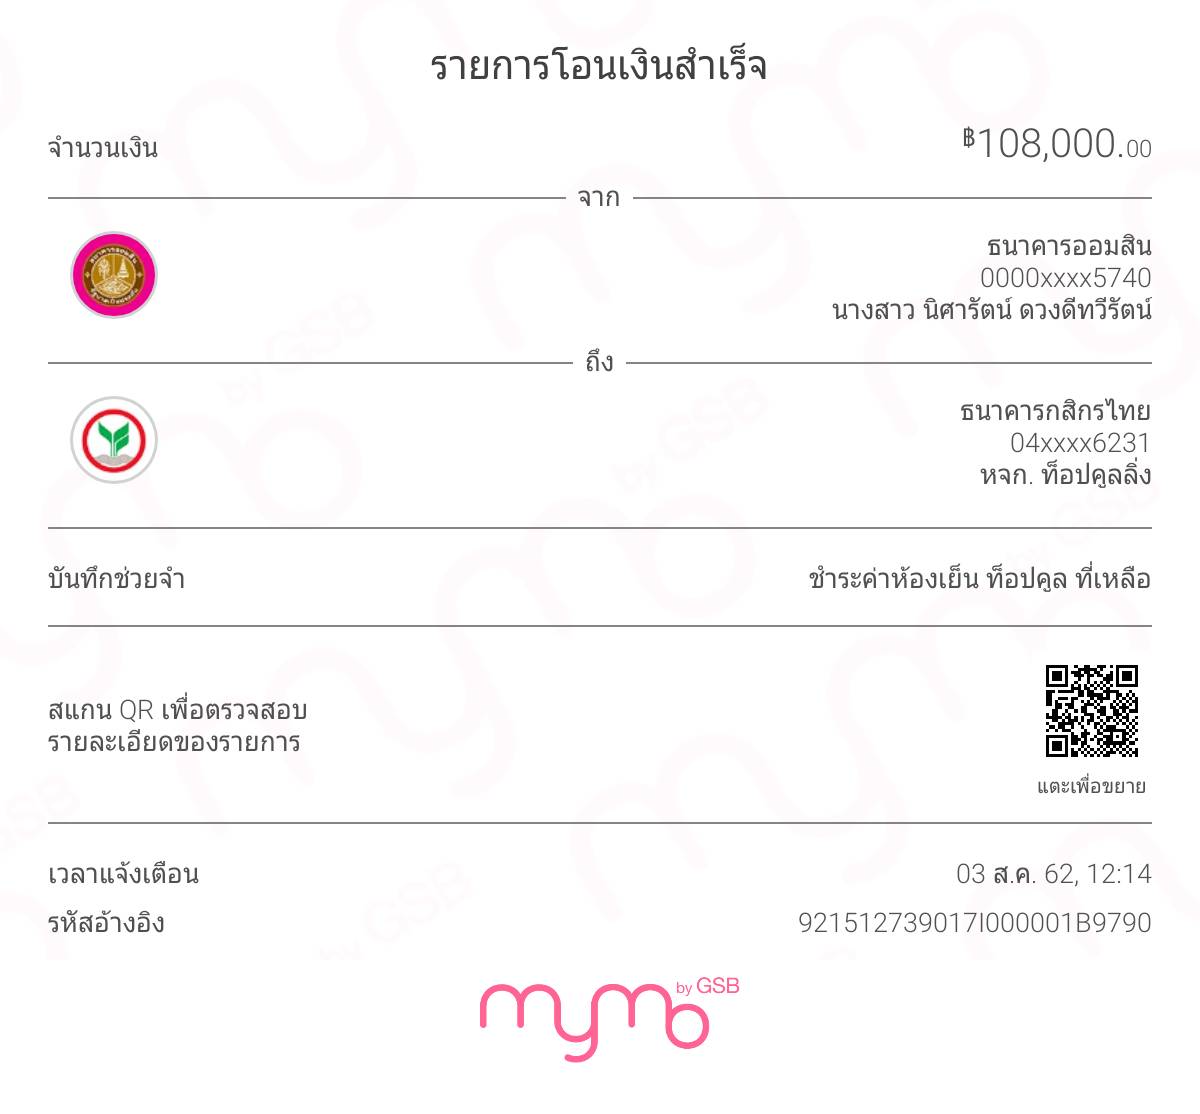 รายการโอนเงินสำเร็จ
จำนวนเงิน ฿108,000.00
จาก
ธนาคารออมสิน
0000xxxx5740
นางสาว นิศารัตน์ ดวงดีทวีรัตน์
ถึง
ธนาคารกสิกรไทย
04xxxx6231
หจก. ท็อปคูลลิ่ง
บันทึกช่วยจำ ชำระค่าห้องเย็น ท็อปคูล ที่เหลือ
สแกน QR เพื่อตรวจสอบ
รายละเอียดของรายการ
แตะเพื่อขยาย
เวลาแจ้งเตือน 03 ส.ค. 62, 12:14
รหัสอ้างอิง 921512739017I000001B9790
mymo by GSB